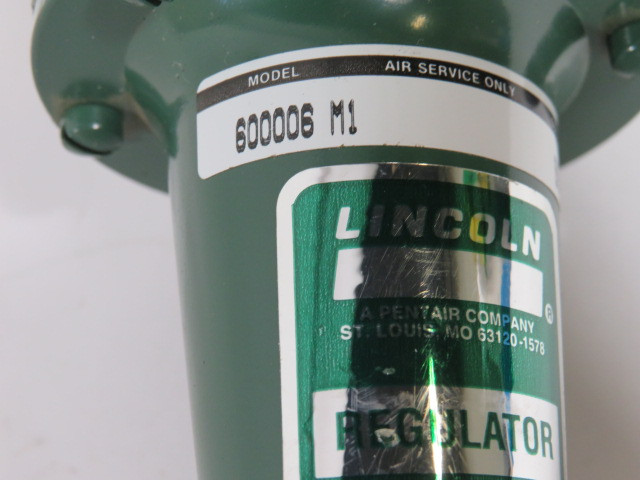 MODEL AIR SERVICE ONLY
600006 M1
LINCOLN
®
A PENTAIR COMPANY
ST. LOUIS, MO 63120-1578
REGULATOR